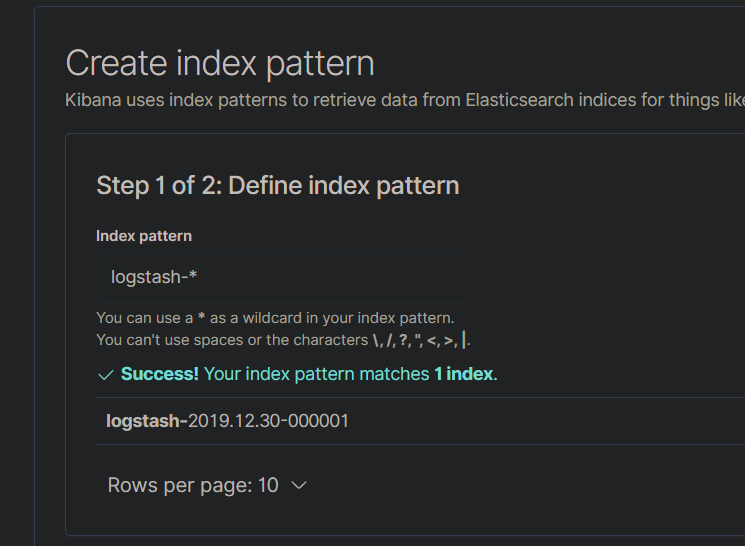 Create index pattern
Kibana uses index patterns to retrieve data from Elasticsearch indices for things like
Step 1 of 2: Define index pattern
Index pattern
logstash-*
You can use a * as a wildcard in your index pattern.
You can't use spaces or the characters \, /, ?, ", <, >, |.
Success! Your index pattern matches 1 index.
logstash-2019.12.30-000001
Rows per page: 10